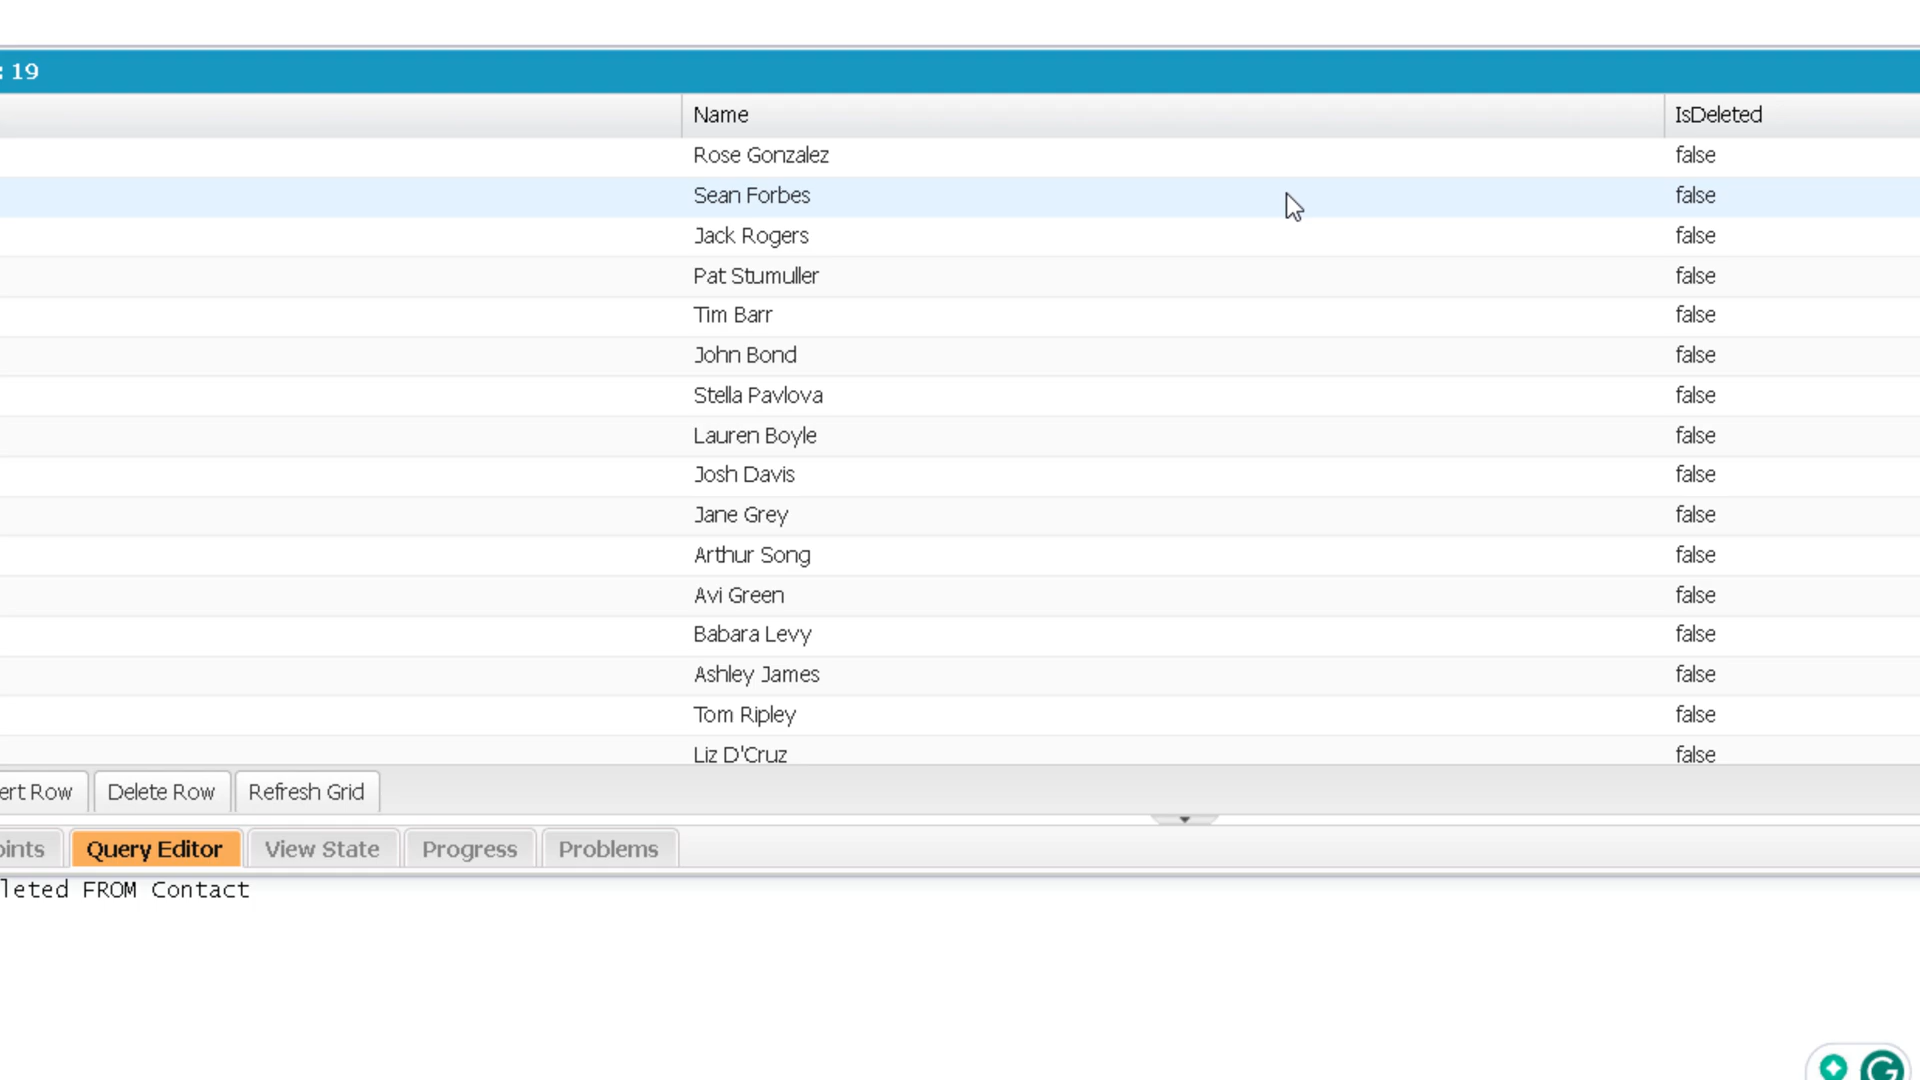 : 19
Name IsDeleted
Rose Gonzalez false
Sean Forbes false
Jack Rogers false
Pat Stumuller false
Tim Barr false
John Bond false
Stella Pavlova false
Lauren Boyle false
Josh Davis false
Jane Grey false
Arthur Song false
Avi Green false
Babara Levy false
Ashley James false
Tom Ripley false
Liz D'Cruz false
ert Row Delete Row Refresh Grid
oints Query Editor View State Progress Problems
leted FROM Contact